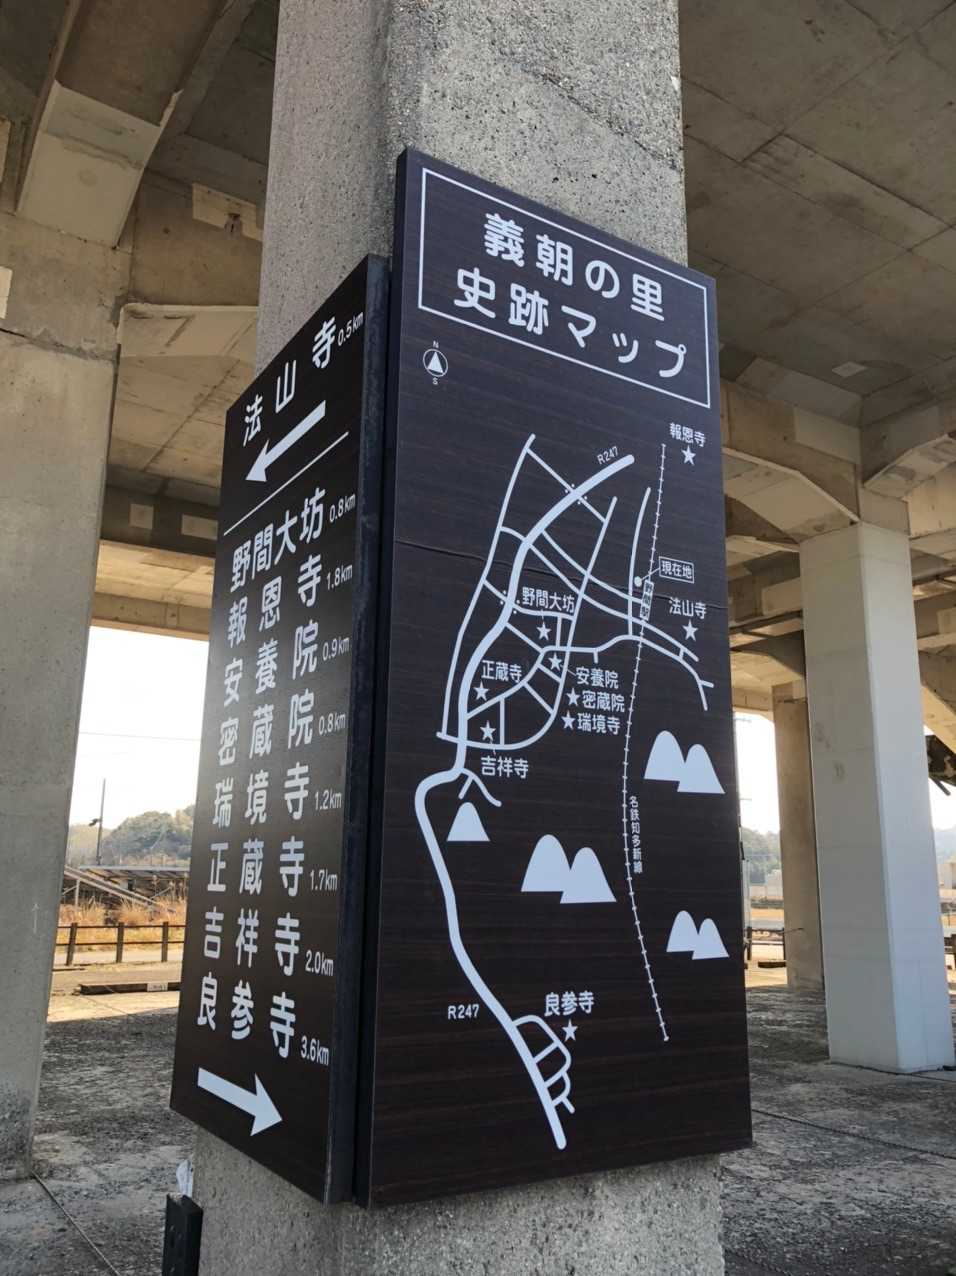 法山寺 0.5km
野間大坊 0.8km
報恩寺 1.8km
安養院 0.9km
密蔵院 0.8km
瑞境寺 1.2km
正蔵寺 1.7km
吉祥寺 2.0km
良参寺 3.6km
義朝の里
史跡マップ
N
S
報恩寺
R247
現在地
野間駅
野間大坊
法山寺
正蔵寺
安養院
密蔵院
瑞境寺
吉祥寺
名鉄知多新線
良参寺
R247